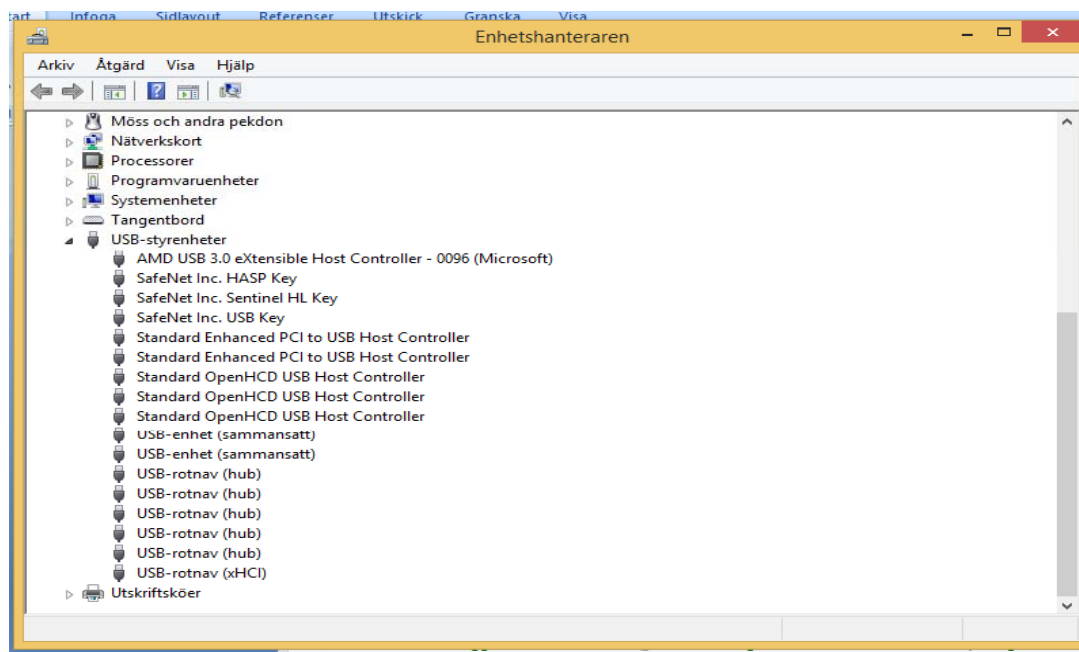 Infoga Sidlayout Referenser Utskick Granska Visa
Enhetshanteraren
Arkiv Åtgärd Visa Hjälp
Möss och andra pekdon
Nätverkskort
Processorer
Programvaruenheter
Systemenheter
Tangentbord
USB-styrenheter
AMD USB 3.0 eXtensible Host Controller - 0096 (Microsoft)
SafeNet Inc. HASP Key
SafeNet Inc. Sentinel HL Key
SafeNet Inc. USB Key
Standard Enhanced PCI to USB Host Controller
Standard Enhanced PCI to USB Host Controller
Standard OpenHCD USB Host Controller
Standard OpenHCD USB Host Controller
Standard OpenHCD USB Host Controller
USB-enhet (sammansatt)
USB-enhet (sammansatt)
USB-rotnav (hub)
USB-rotnav (hub)
USB-rotnav (hub)
USB-rotnav (hub)
USB-rotnav (hub)
USB-rotnav (xHCI)
Utskriftsköer